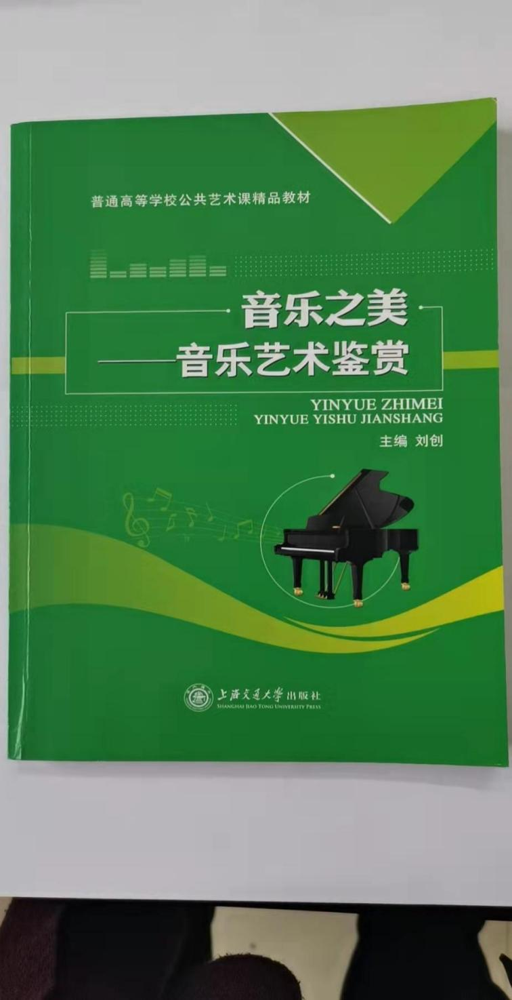 普通高等学校公共艺术课精品教材
音乐之美
——音乐艺术鉴赏
YINYUE ZHIMEI
YINYUE YISHU JIANSHANG
主编 刘创
上海交通大学出版社
SHANGHAI JIAO TONG UNIVERSITY PRESS